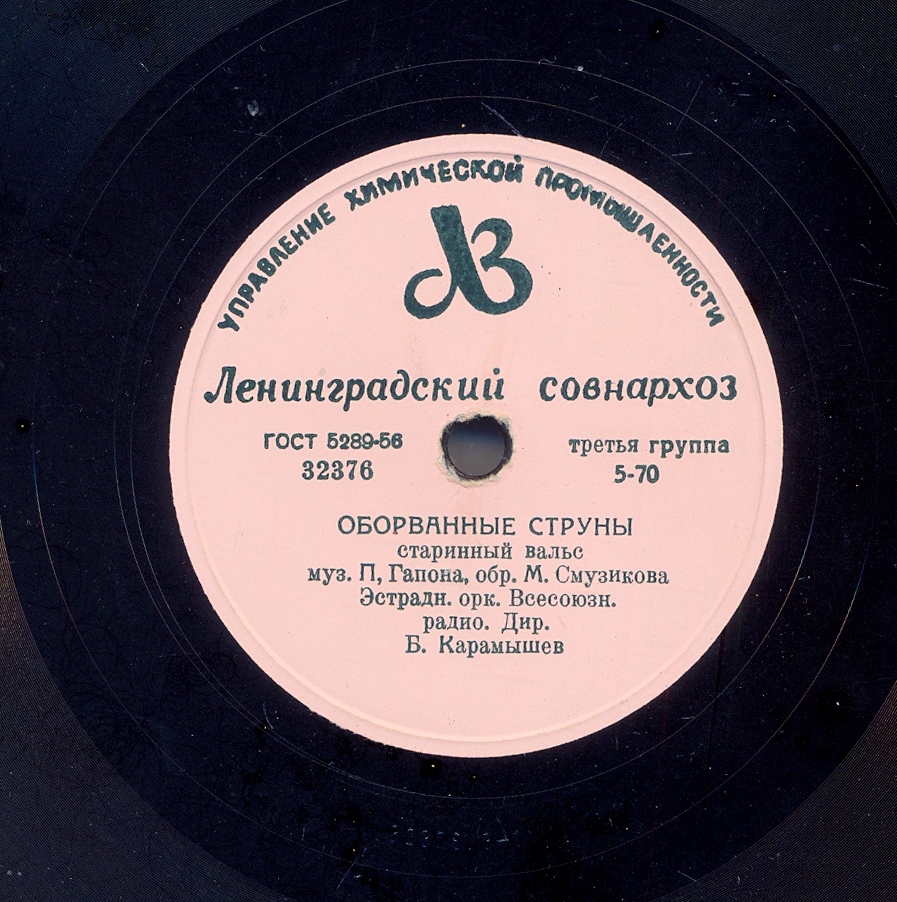 УПРАВЛЕНИЕ ХИМИЧЕСКОЙ ПРОМЫШЛЕННОСТИ
ЛЗ
Ленинградский совнархоз
ГОСТ 5289-56
32376
третья группа
5-70
ОБОРВАННЫЕ СТРУНЫ
старинный вальс
муз. П, Гапона, обр. М. Смузикова
Эстрадн. орк. Всесоюзн.
радио. Дир.
Б. Карамышев